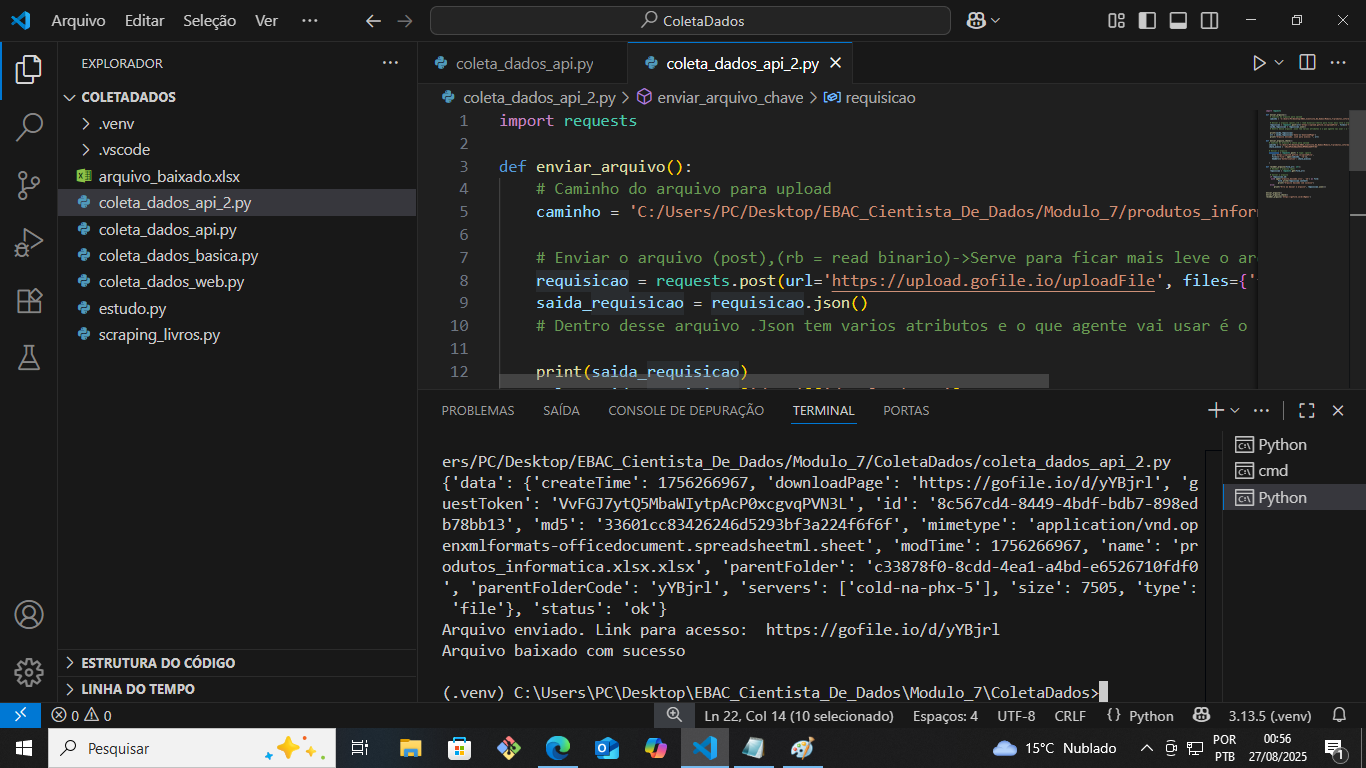 Arquivo Editar Seleção Ver ··· ColetaDados
EXPLORADOR ···
COLETADADOS
.venv
.vscode
arquivo_baixado.xlsx
coleta_dados_api_2.py
coleta_dados_api.py
coleta_dados_basica.py
coleta_dados_web.py
estudo.py
scraping_livros.py
ESTRUTURA DO CÓDIGO
LINHA DO TEMPO
coleta_dados_api.py coleta_dados_api_2.py
coleta_dados_api_2.py > enviar_arquivo_chave > requisicao
1 import requests
2
3 def enviar_arquivo():
4 # Caminho do arquivo para upload
5 caminho = 'C:/Users/PC/Desktop/EBAC_Cientista_De_Dados/Modulo_7/produtos_infor
6
7 # Enviar o arquivo (post),(rb = read binario)->Serve para ficar mais leve o ar
8 requisicao = requests.post(url='https://upload.gofile.io/uploadFile', files={'
9 saida_requisicao = requisicao.json()
10 # Dentro desse arquivo .Json tem varios atributos e o que agente vai usar é o
11
12 print(saida_requisicao)
PROBLEMAS SAÍDA CONSOLE DE DEPURAÇÃO TERMINAL PORTAS
ers/PC/Desktop/EBAC_Cientista_De_Dados/Modulo_7/ColetaDados/coleta_dados_api_2.py
{'data': {'createTime': 1756266967, 'downloadPage': 'https://gofile.io/d/yYBjrl', 'g
uestToken': 'VvFGJ7ytQ5MbaWIytpAcP0xcgvqPVN3L', 'id': '8c567cd4-8449-4bdf-bdb7-898ed
b78bb13', 'md5': '33601cc83426246d5293bf3a224f6f6f', 'mimetype': 'application/vnd.op
enxmlformats-officedocument.spreadsheetml.sheet', 'modTime': 1756266967, 'name': 'pr
odutos_informatica.xlsx.xlsx', 'parentFolder': 'c33878f0-8cdd-4ea1-a4bd-e6526710fdf0
', 'parentFolderCode': 'yYBjrl', 'servers': ['cold-na-phx-5'], 'size': 7505, 'type':
'file'}, 'status': 'ok'}
Arquivo enviado. Link para acesso:  https://gofile.io/d/yYBjrl
Arquivo baixado com sucesso
(.venv) C:\Users\PC\Desktop\EBAC_Cientista_De_Dados\Modulo_7\ColetaDados>
Python
cmd
Python
0 0 Ln 22, Col 14 (10 selecionado) Espaços: 4 UTF-8 CRLF {} Python 3.13.5 (.venv)
Pesquisar 15°C Nublado POR PTB 00:56 27/08/2025 1